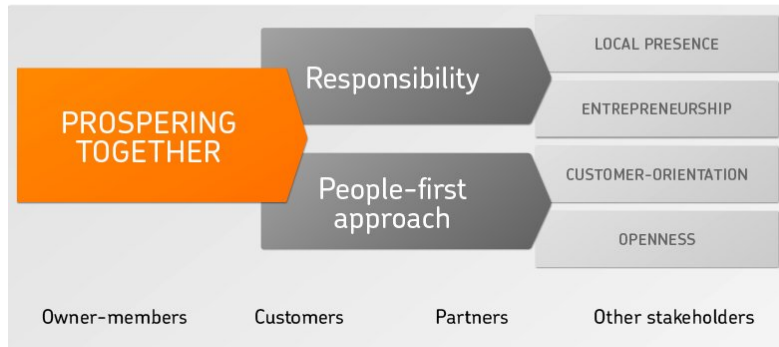 PROSPERING
TOGETHER
Responsibility
People-first
approach
LOCAL PRESENCE
ENTREPRENEURSHIP
CUSTOMER-ORIENTATION
OPENNESS
Owner-members
Customers
Partners
Other stakeholders